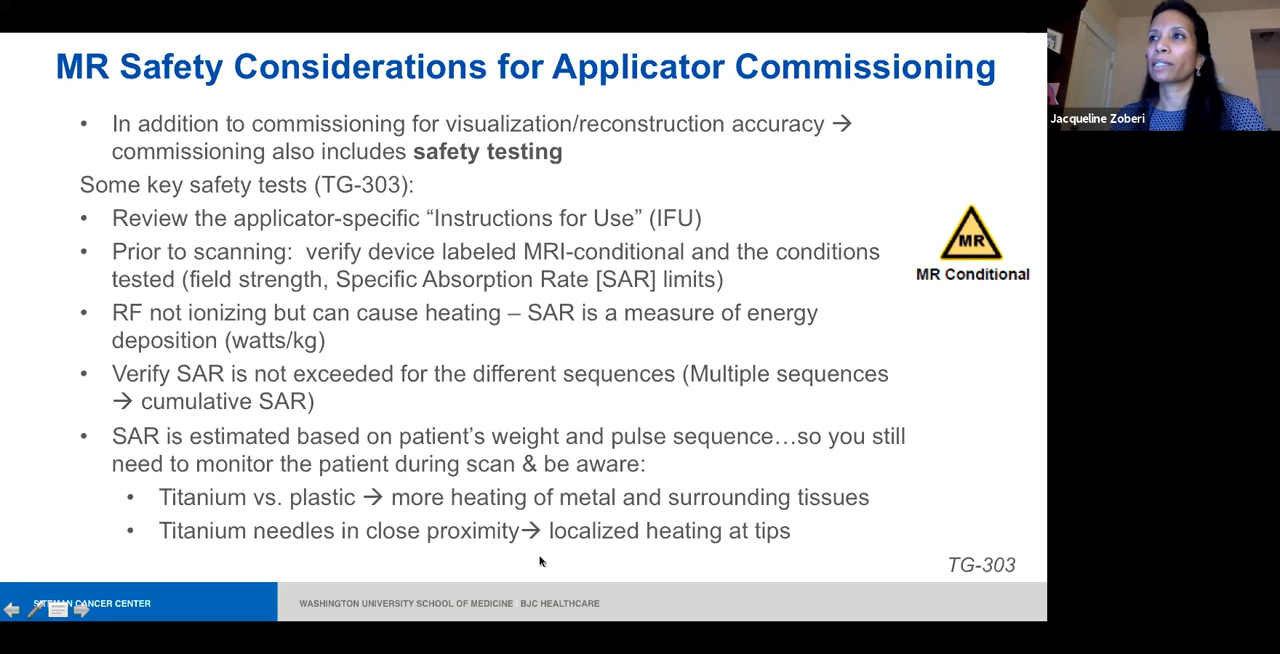 MR Safety Considerations for Applicator Commissioning
• In addition to commissioning for visualization/reconstruction accuracy →
commissioning also includes safety testing
Some key safety tests (TG-303):
• Review the applicator-specific “Instructions for Use” (IFU)
• Prior to scanning:  verify device labeled MRI-conditional and the conditions
tested (field strength, Specific Absorption Rate [SAR] limits)
• RF not ionizing but can cause heating – SAR is a measure of energy
deposition (watts/kg)
• Verify SAR is not exceeded for the different sequences (Multiple sequences
→ cumulative SAR)
• SAR is estimated based on patient’s weight and pulse sequence…so you still
need to monitor the patient during scan & be aware:
• Titanium vs. plastic → more heating of metal and surrounding tissues
• Titanium needles in close proximity→ localized heating at tips
MR
MR Conditional
TG-303
CANCER CENTER
WASHINGTON UNIVERSITY SCHOOL OF MEDICINE | BJC HEALTHCARE
Jacqueline Zoberi